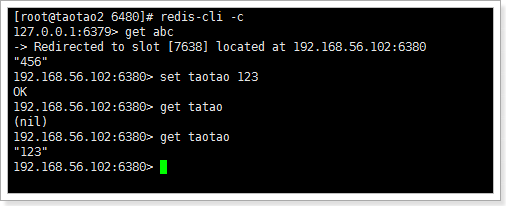 [root@taotao2 6480]# redis-cli -c
127.0.0.1:6379> get abc
-> Redirected to slot [7638] located at 192.168.56.102:6380
"456"
192.168.56.102:6380> set taotao 123
OK
192.168.56.102:6380> get tatao
(nil)
192.168.56.102:6380> get taotao
"123"
192.168.56.102:6380>